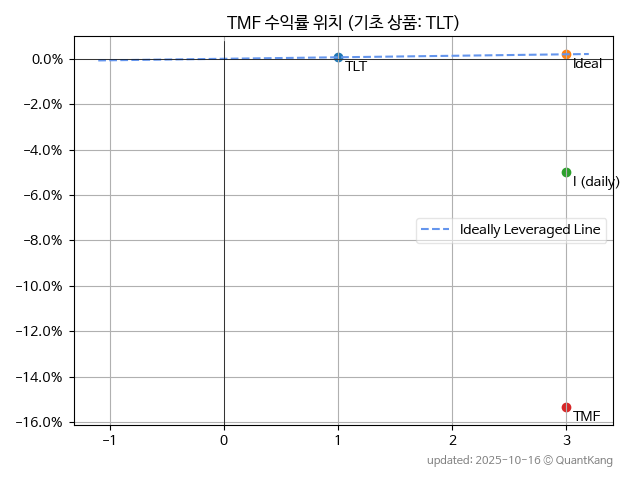 TMF 수익률 위치 (기초 상품: TLT)
0.0%
−2.0%
−4.0%
−6.0%
−8.0%
−10.0%
−12.0%
−14.0%
−16.0%
TLT
Ideal
I (daily)
Ideally Leveraged Line
TMF
−1
0
1
2
3
updated: 2025-10-16 © QuantKang